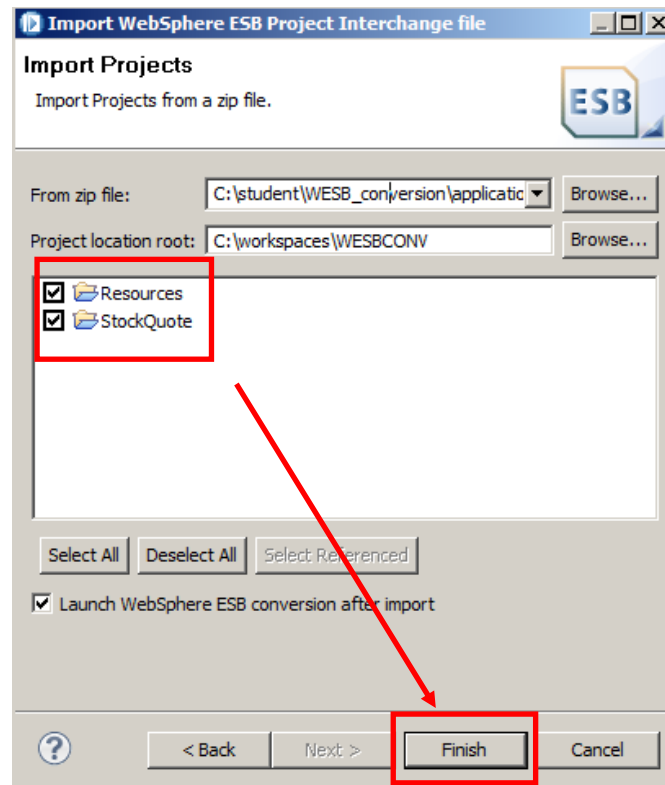 Import WebSphere ESB Project Interchange file
Import Projects
Import Projects from a zip file.
ESB
From zip file: C:\student\WESB_conversion\applicatic Browse...
Project location root: C:\workspaces\WESBCONV Browse...
Resources
StockQuote
Select All Deselect All Select Referenced
Launch WebSphere ESB conversion after import
? < Back Next > Finish Cancel